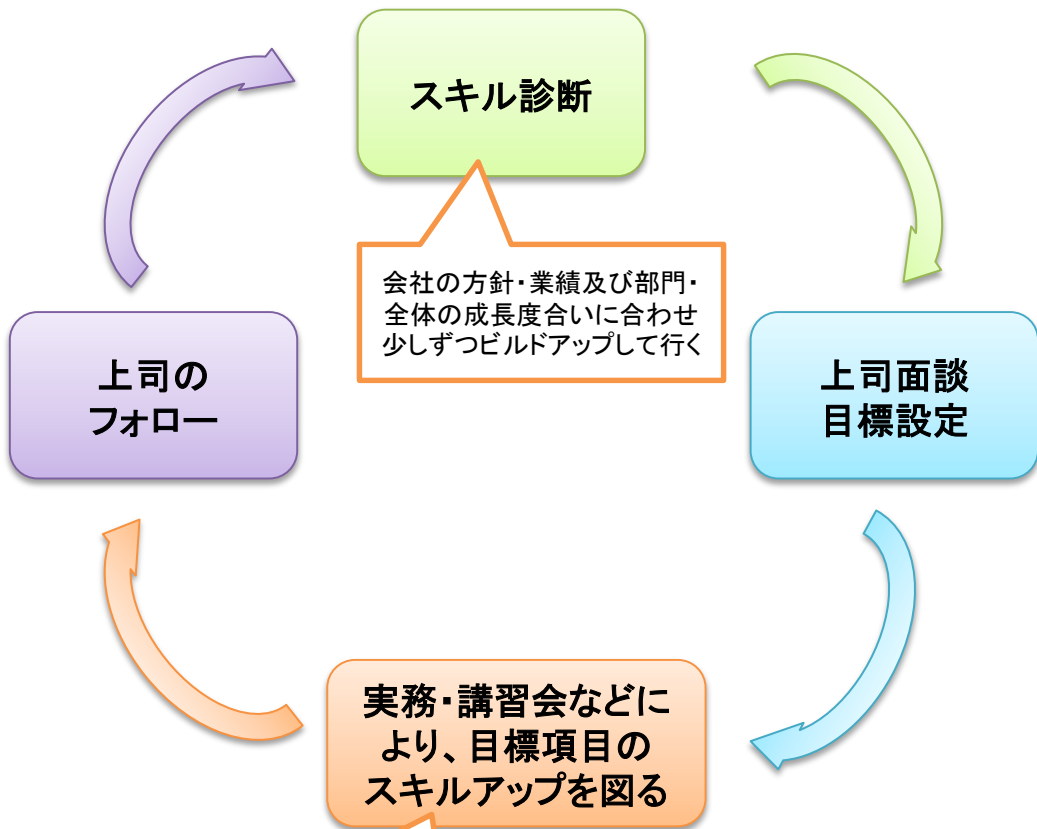 スキル診断
会社の方針・業績及び部門・
全体の成長度合いに合わせ
少しずつビルドアップして行く
上司の
フォロー
上司面談
目標設定
実務・講習会などに
より、目標項目の
スキルアップを図る